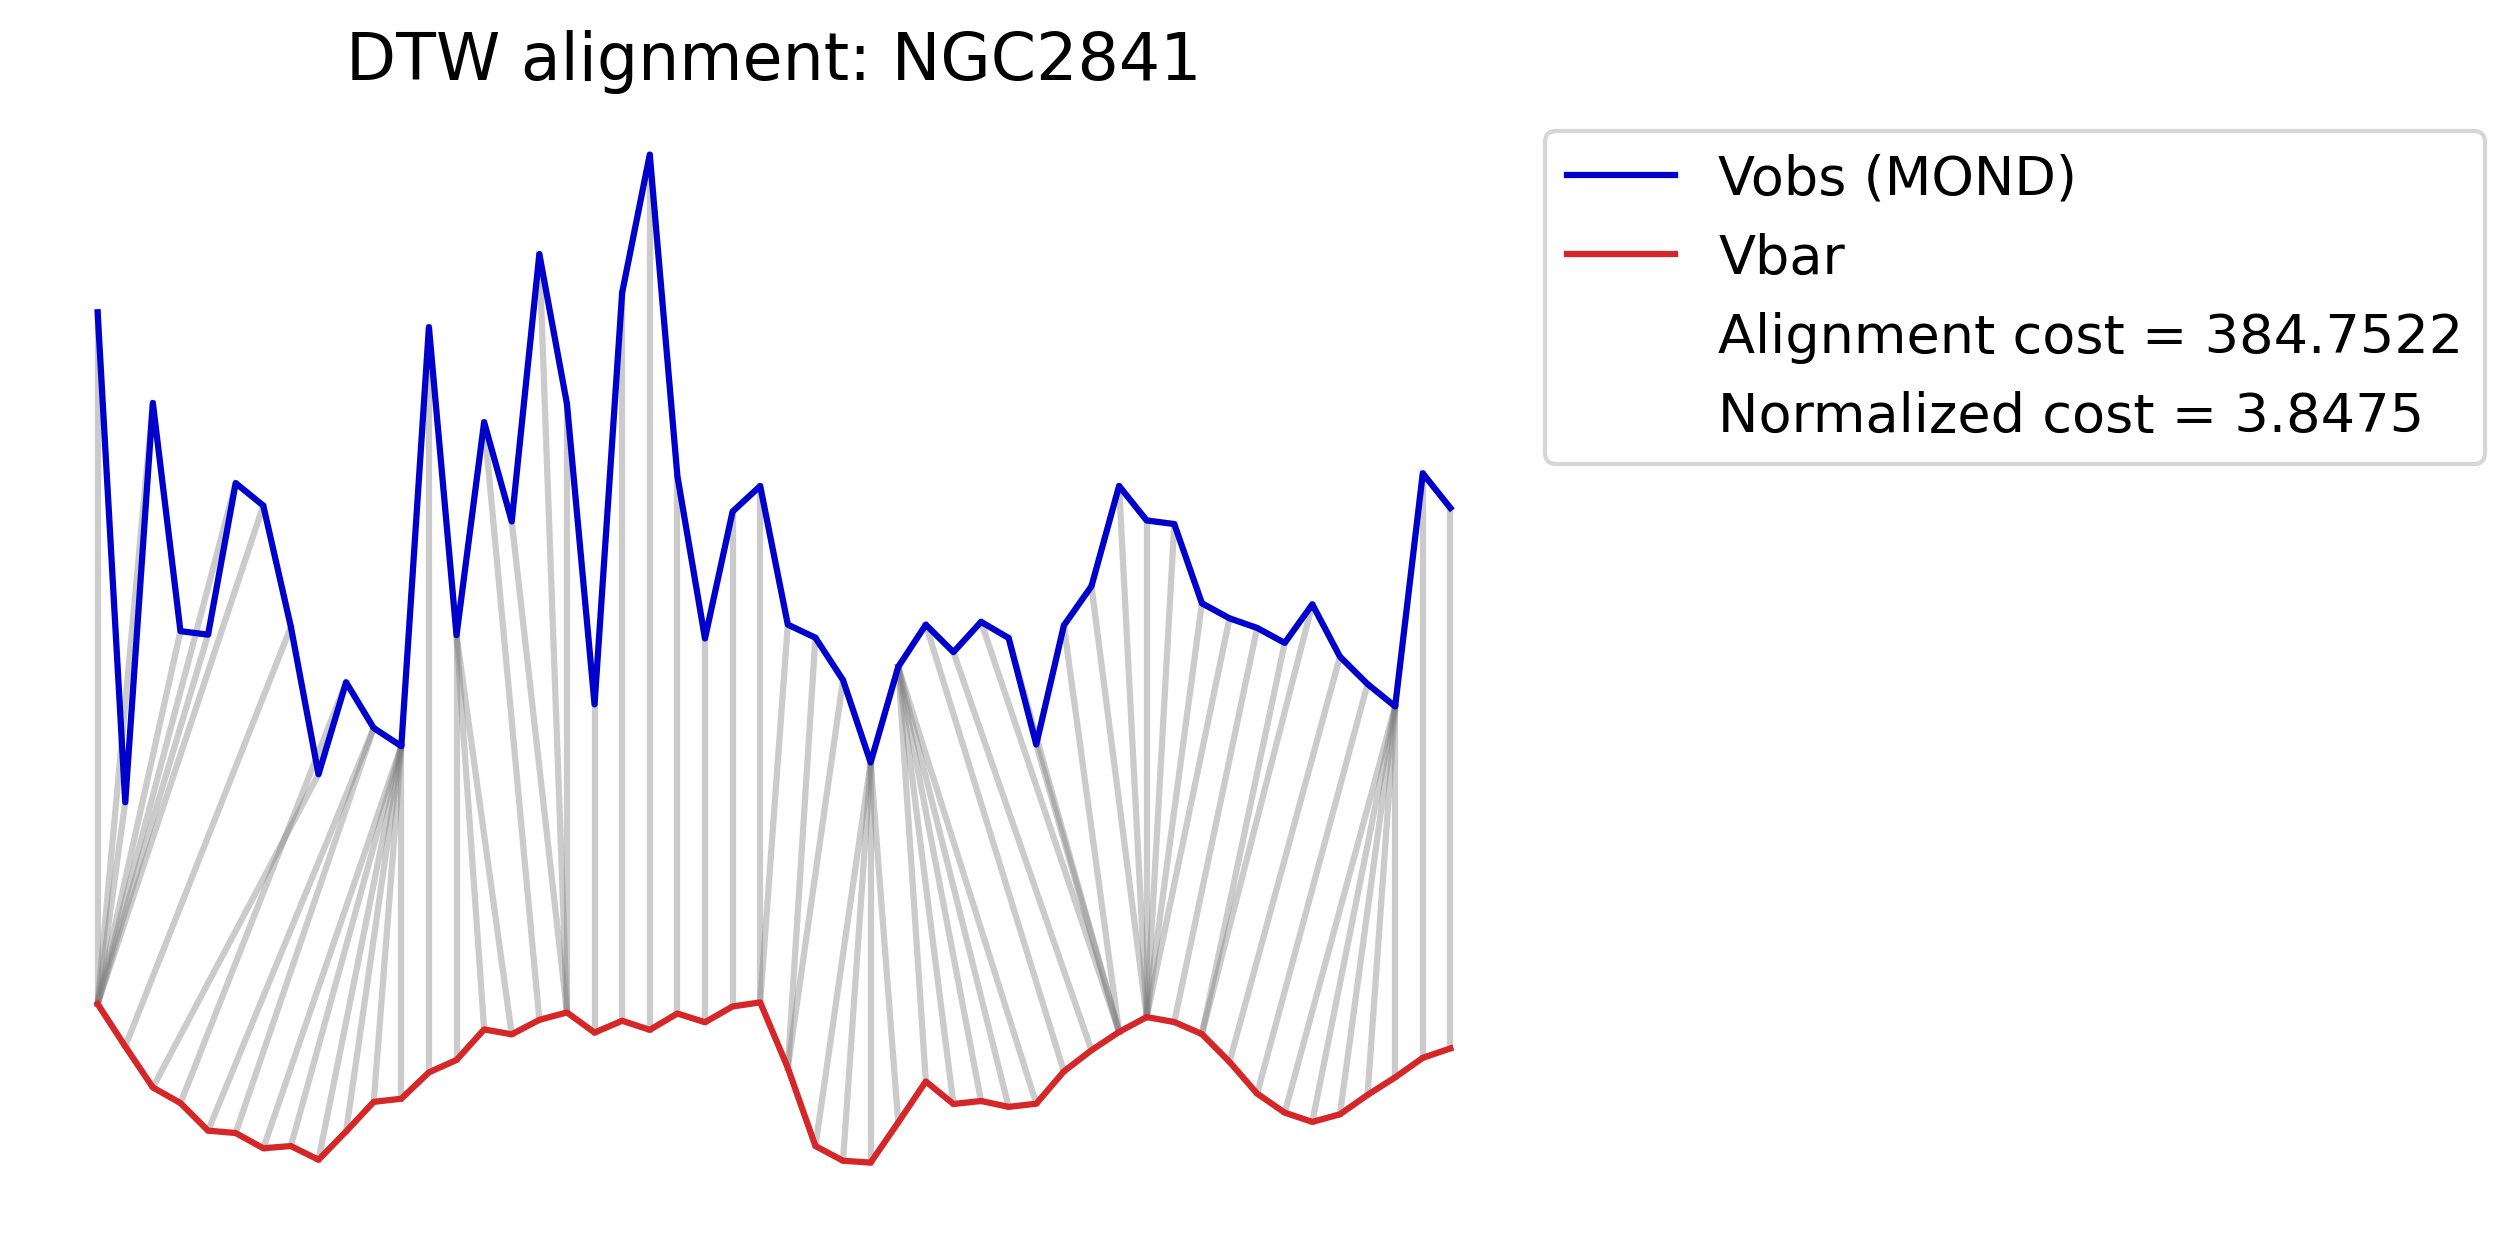 DTW alignment: NGC2841
Vobs (MOND)
Vbar
Alignment cost = 384.7522
Normalized cost = 3.8475